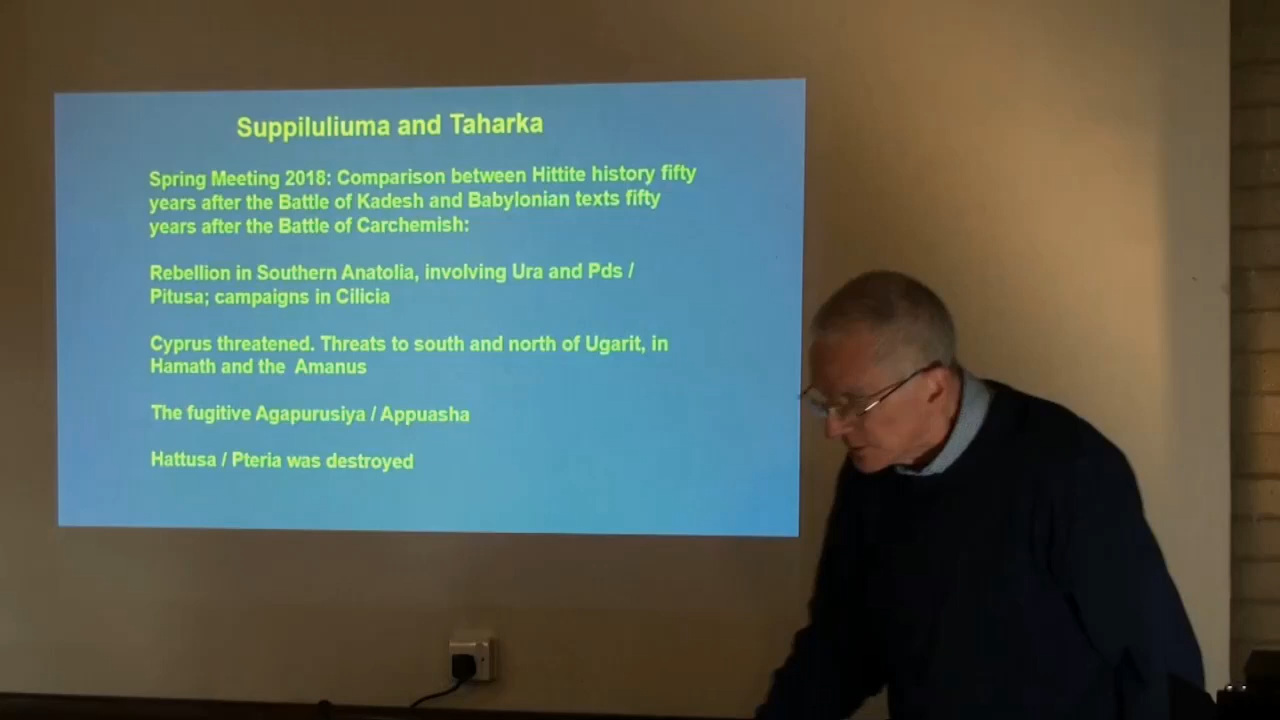 Suppiluliuma and Taharka
Spring Meeting 2018: Comparison between Hittite history fifty
years after the Battle of Kadesh and Babylonian texts fifty
years after the Battle of Carchemish:
Rebellion in Southern Anatolia, involving Ura and Pds /
Pitusa; campaigns in Cilicia
Cyprus threatened. Threats to south and north of Ugarit, in
Hamath and the Amanus
The fugitive Agapurusiya / Appuasha
Hattusa / Pteria was destroyed